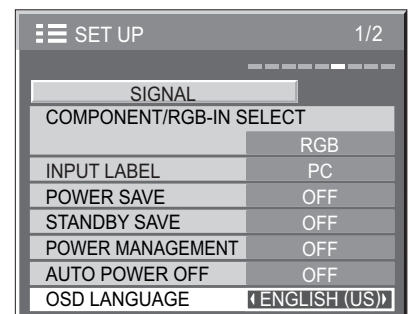 SET UP 1/2
SIGNAL
COMPONENT/RGB-IN SELECT
RGB
INPUT LABEL PC
POWER SAVE OFF
STANDBY SAVE OFF
POWER MANAGEMENT OFF
AUTO POWER OFF OFF
OSD LANGUAGE ENGLISH (US)